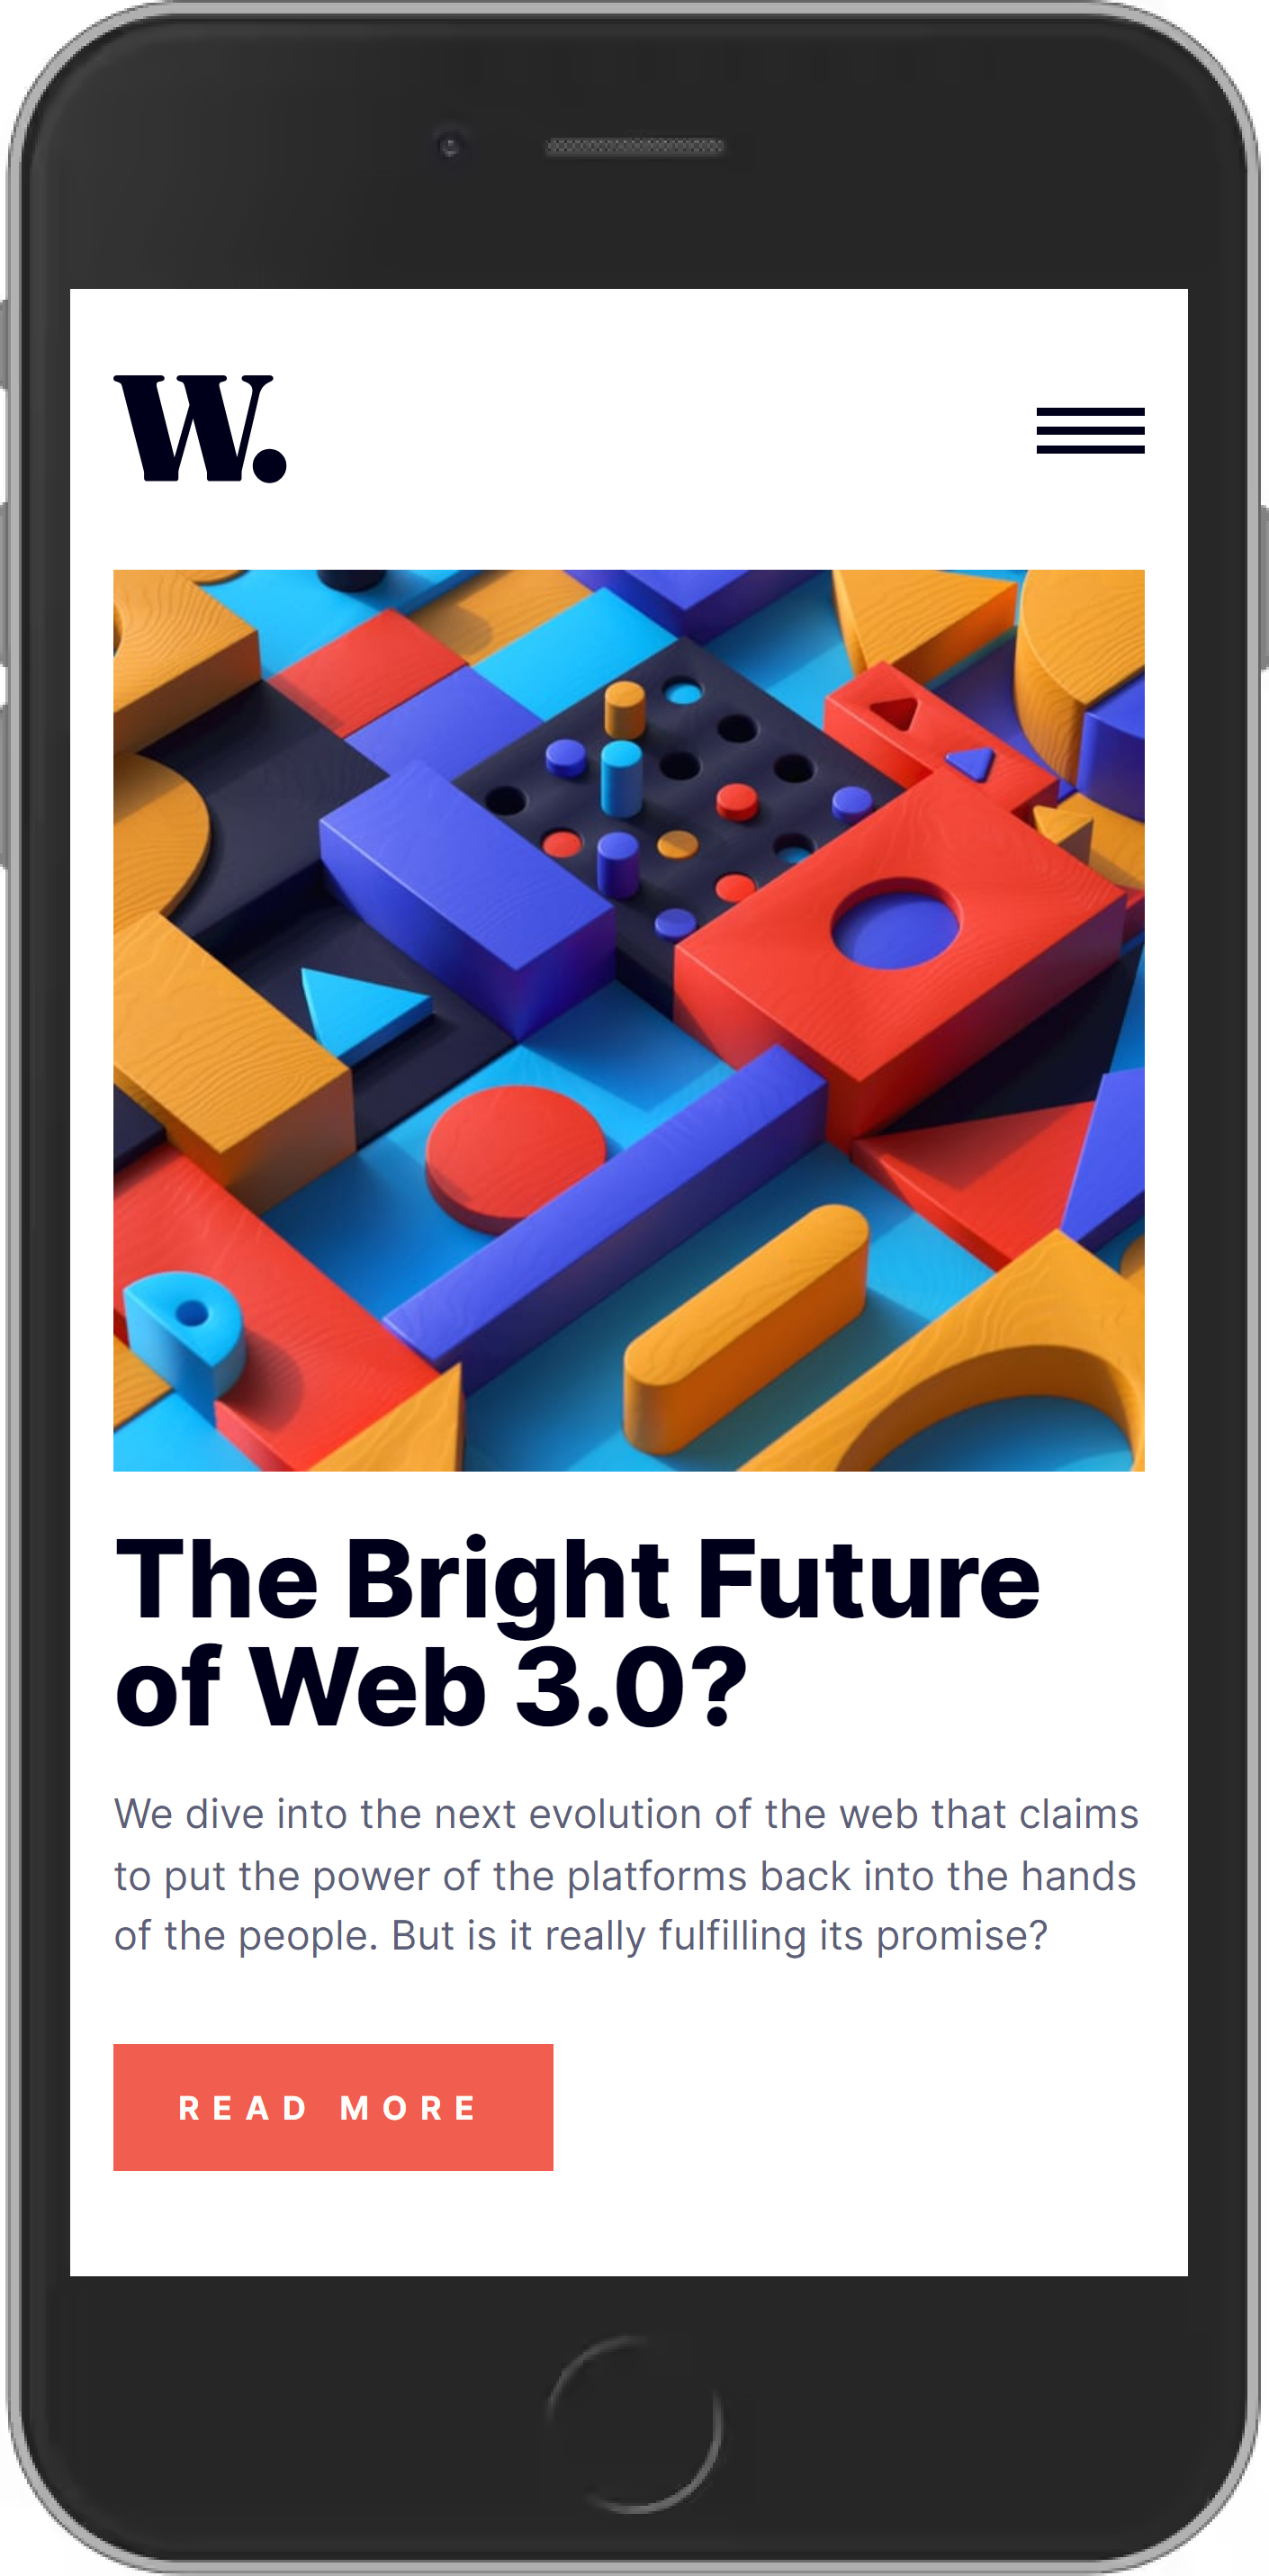 W.
The Bright Future
of Web 3.0?
We dive into the next evolution of the web that claims
to put the power of the platforms back into the hands
of the people. But is it really fulfilling its promise?
READ MORE